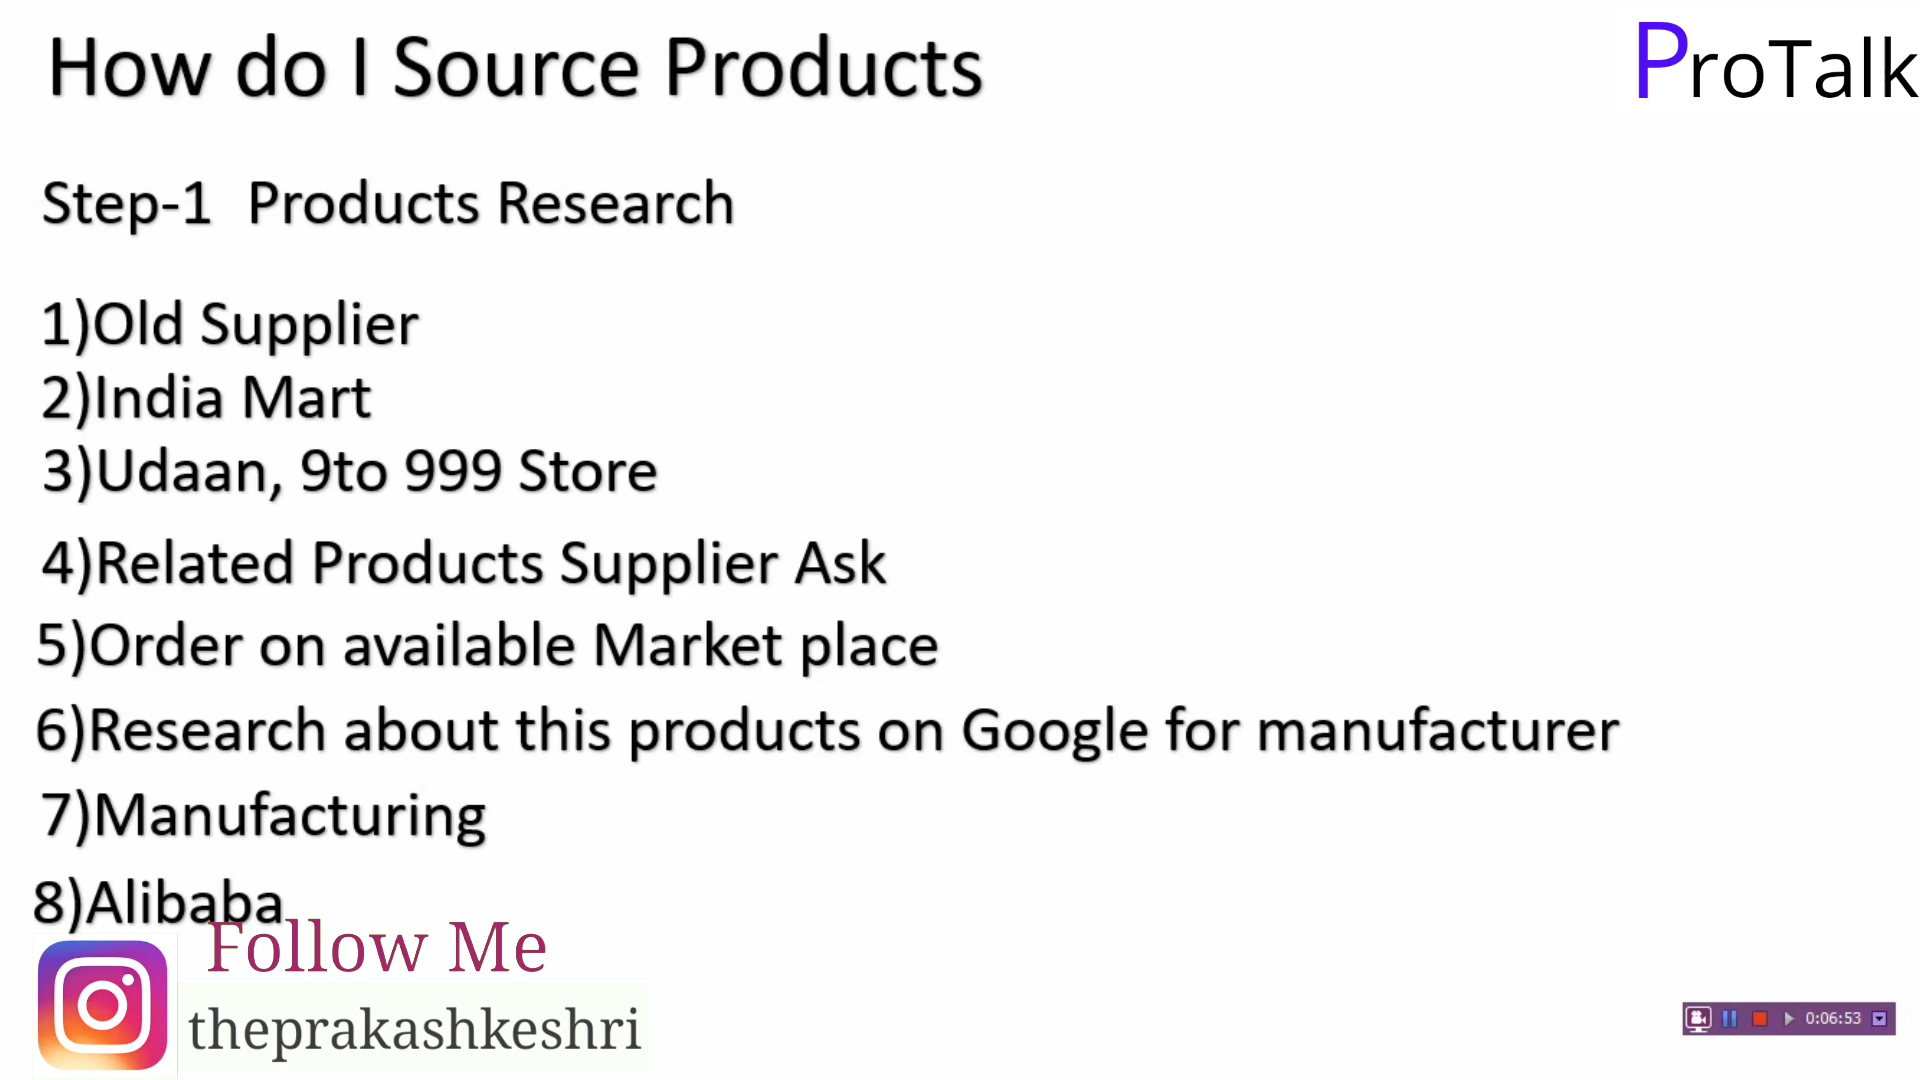 How do I Source Products
ProTalk
Step-1 Products Research
1)Old Supplier
2)India Mart
3)Udaan, 9to 999 Store
4)Related Products Supplier Ask
5)Order on available Market place
6)Research about this products on Google for manufacturer
7)Manufacturing
8)Alibaba
Follow Me
theprakashkeshri
0:06:53